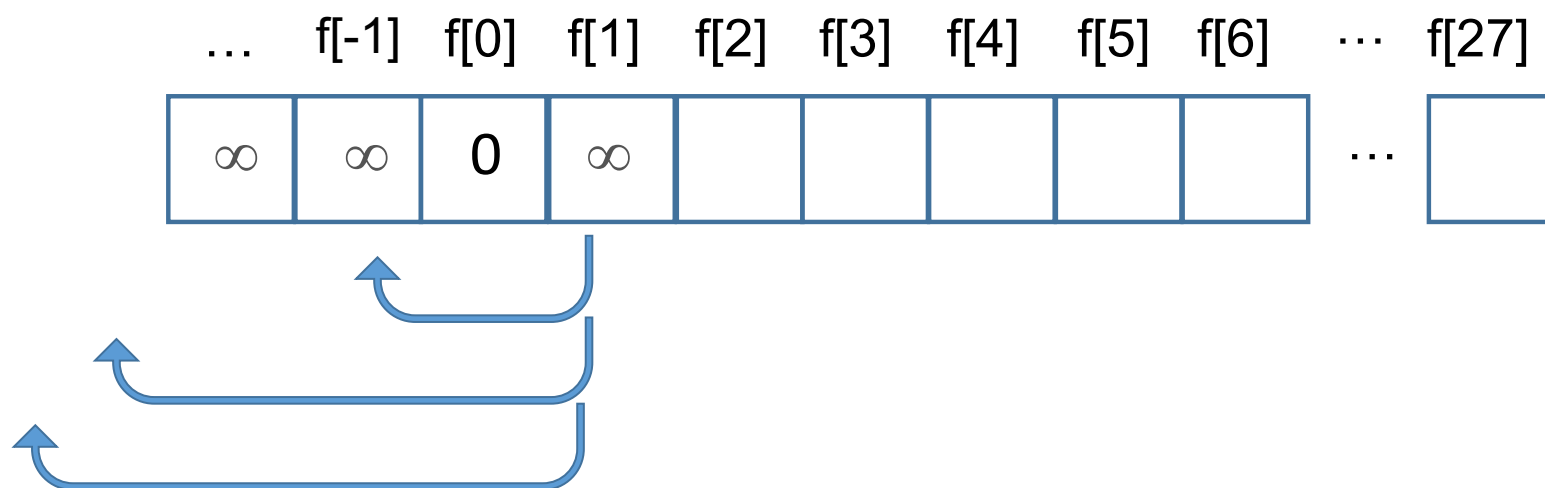 ... f[-1] f[0] f[1] f[2] f[3] f[4] f[5] f[6] ... f[27]
∞ ∞ 0 ∞ ...